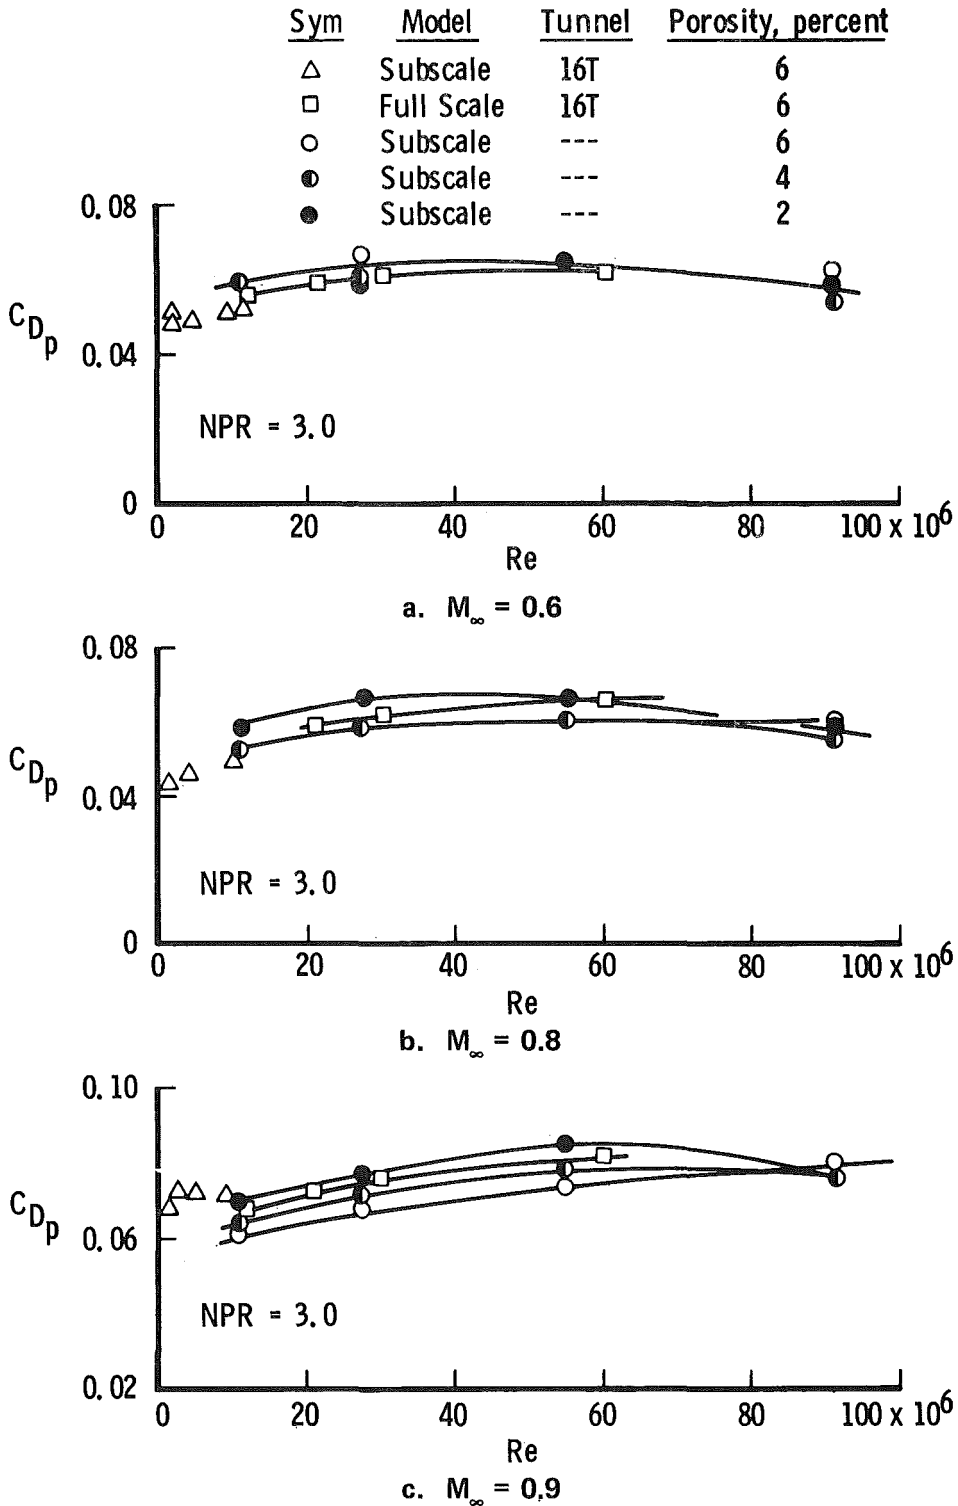 Sym Model Tunnel Porosity, percent
Subscale 16T 6
Full Scale 16T 6
Subscale --- 6
Subscale --- 4
Subscale --- 2
0.08
C_Dp
0.04
NPR = 3.0
0
0 20 40 60 80 100 x 10^6
Re
a. M∞ = 0.6
0.08
C_Dp
0.04
NPR = 3.0
0
0 20 40 60 80 100 x 10^6
Re
b. M∞ = 0.8
0.10
C_Dp
0.06
NPR = 3.0
0.02
0 20 40 60 80 100 x 10^6
Re
c. M∞ = 0.9